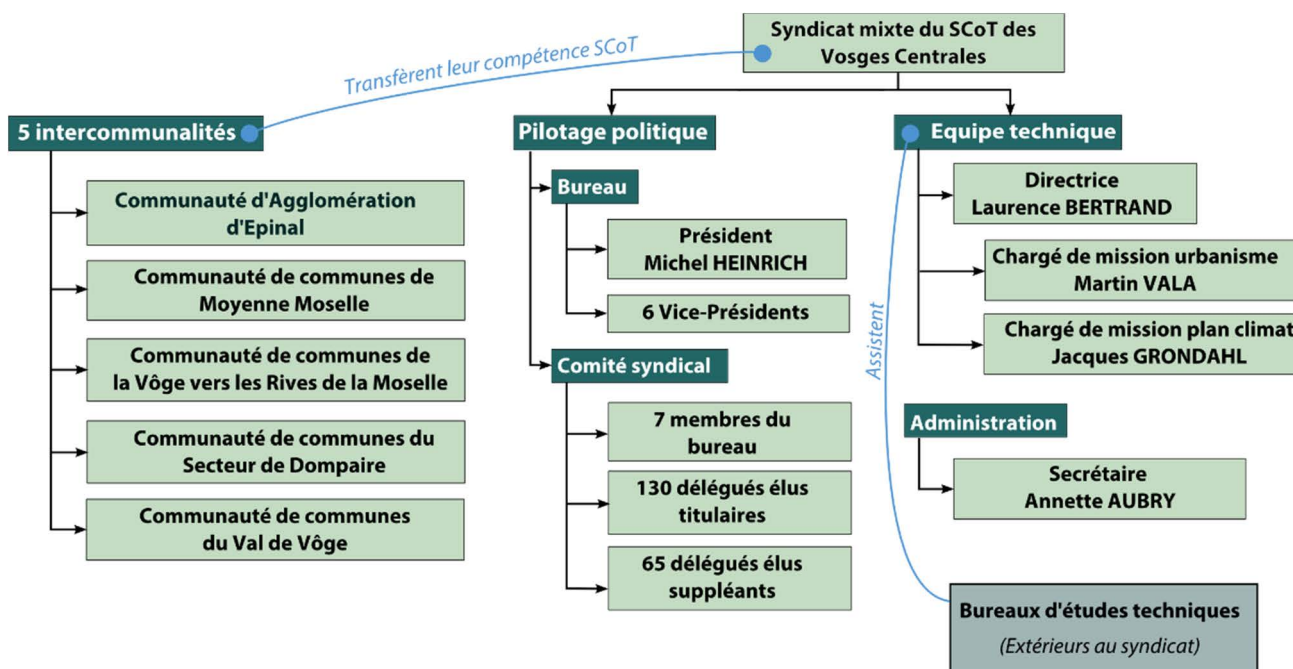 Syndicat mixte du SCoT des
Vosges Centrales
Transfèrent leur compétence SCoT
5 intercommunalités
Communauté d'Agglomération
d'Epinal
Communauté de communes de
Moyenne Moselle
Communauté de communes de
la Vôge vers les Rives de la Moselle
Communauté de communes du
Secteur de Dompaire
Communauté de communes
du Val de Vôge
Pilotage politique
Bureau
Président
Michel HEINRICH
6 Vice-Présidents
Comité syndical
7 membres du
bureau
130 délégués élus
titulaires
65 délégués élus
suppléants
Equipe technique
Directrice
Laurence BERTRAND
Chargé de mission urbanisme
Martin VALA
Chargé de mission plan climat
Jacques GRONDAHL
Assistent
Administration
Secrétaire
Annette AUBRY
Bureaux d'études techniques
(Extérieurs au syndicat)